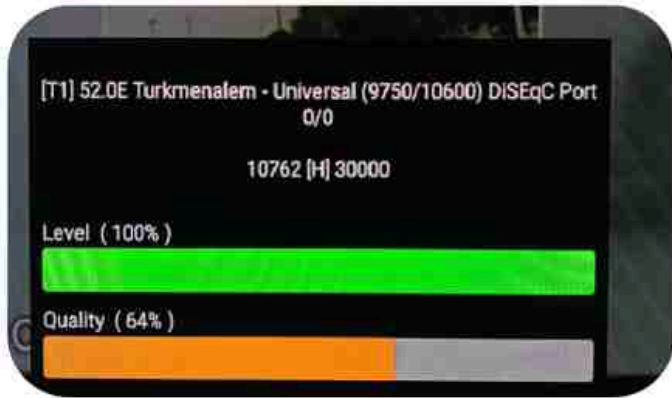 [T1] 52.0E Turkmenalem - Universal (9750/10600) DiSEqC Port
0/0
10762 [H] 30000
Level ( 100% )
Quality ( 64% )